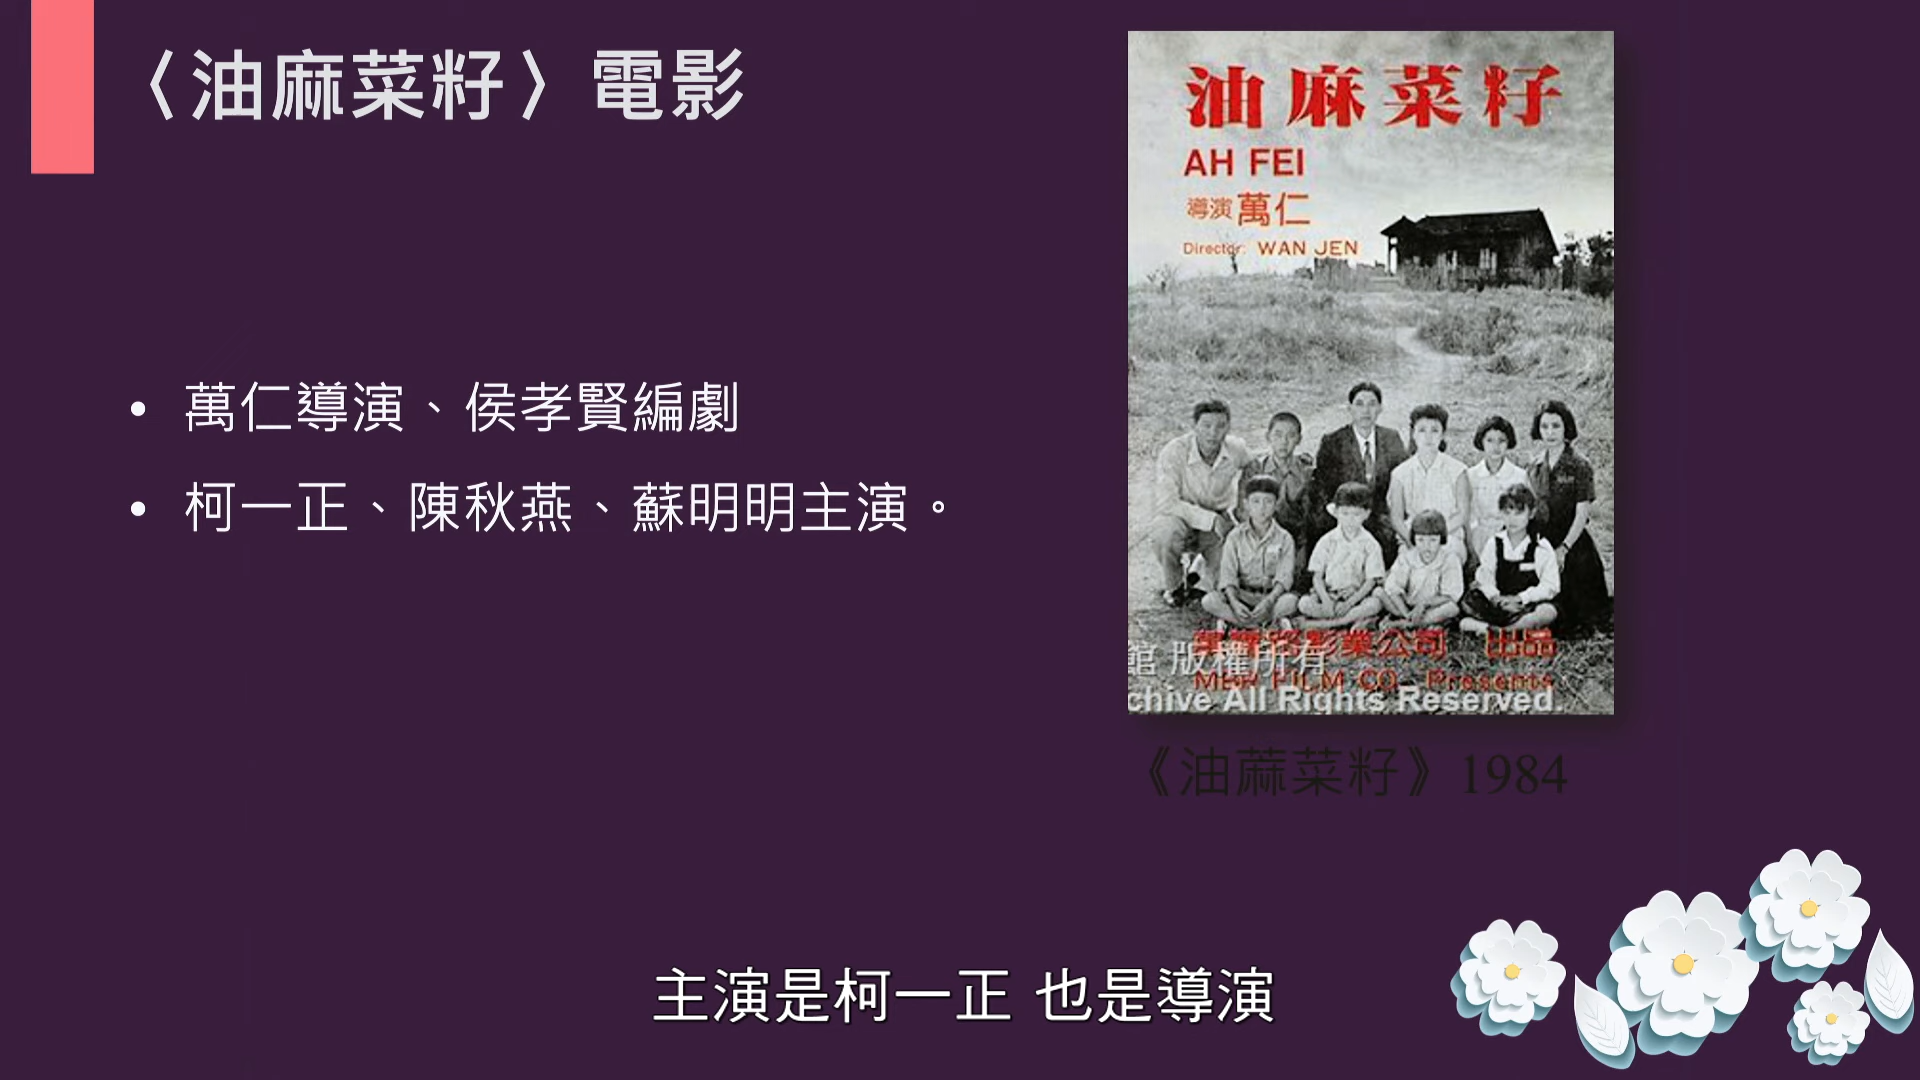 〈油麻菜籽〉電影
• 萬仁導演、侯孝賢編劇
• 柯一正、陳秋燕、蘇明明主演。
油麻菜籽
AH FEI
導演 萬仁
Director: WAN JEN
影業公司 出品
館 版權所有
FILM CO. Presents
chive All Rights Reserved.
《油蔴菜籽》1984
主演是柯一正 也是導演